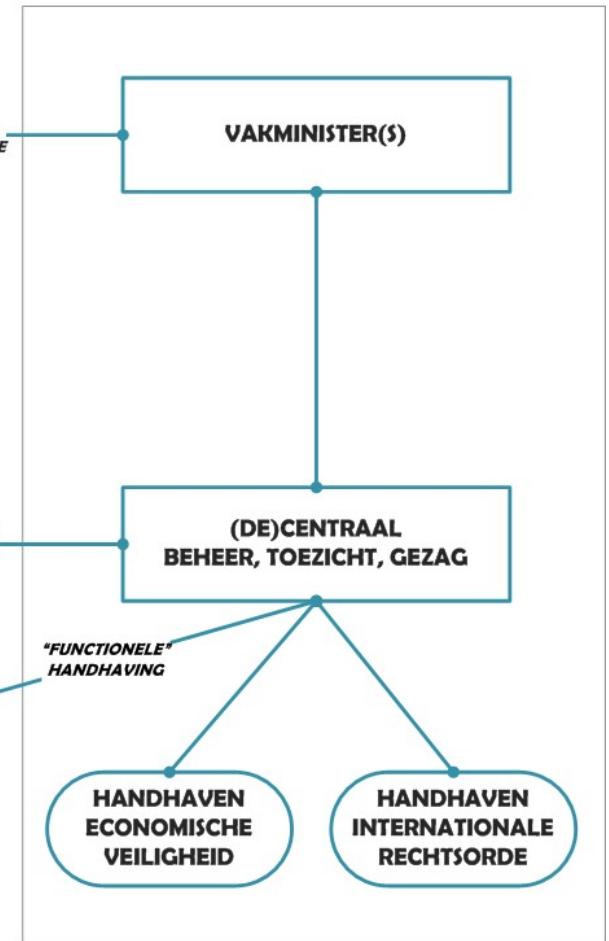 VAKMINISTER(S)
E
(DE)CENTRAAL
BEHEER, TOEZICHT, GEZAG
"FUNCTIONELE"
HANDHAVING
HANDHAVEN
ECONOMISCHE
VEILIGHEID
HANDHAVEN
INTERNATIONALE
RECHTSORDE